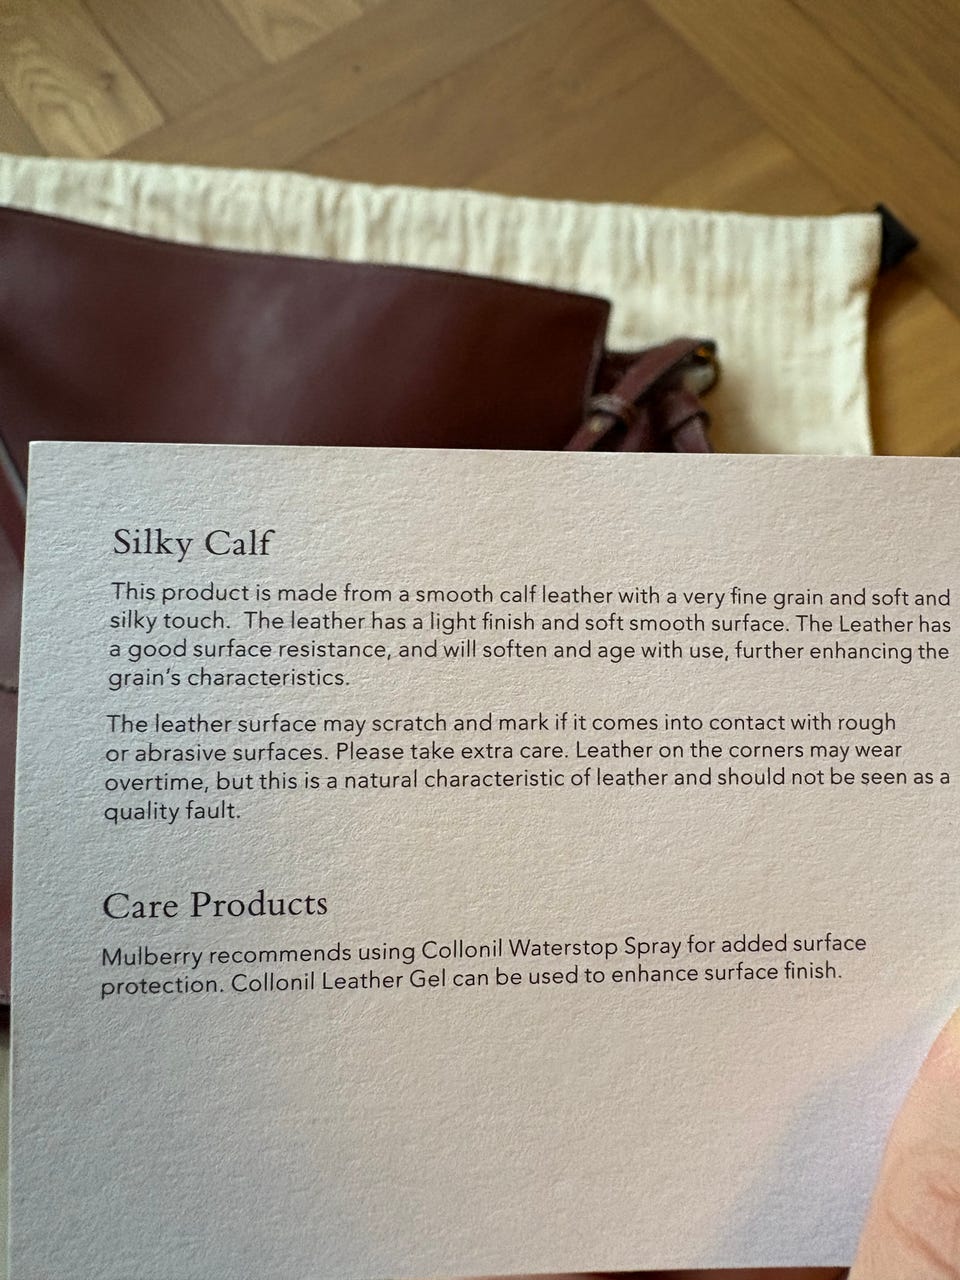 Silky Calf
This product is made from a smooth calf leather with a very fine grain and soft and
silky touch.  The leather has a light finish and soft smooth surface. The Leather has
a good surface resistance, and will soften and age with use, further enhancing the
grain's characteristics.
The leather surface may scratch and mark if it comes into contact with rough
or abrasive surfaces. Please take extra care. Leather on the corners may wear
overtime, but this is a natural characteristic of leather and should not be seen as a
quality fault.
Care Products
Mulberry recommends using Collonil Waterstop Spray for added surface
protection. Collonil Leather Gel can be used to enhance surface finish.